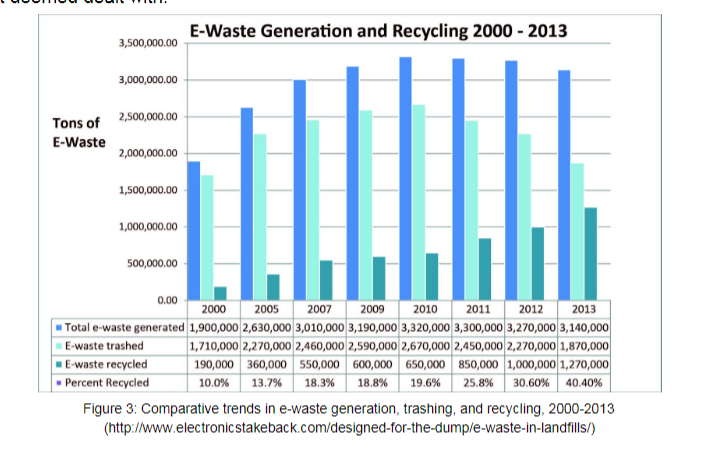 deemed dealt with.
E-Waste Generation and Recycling 2000 - 2013
3,500,000.00
3,000,000.00
Tons of
E-Waste
2,500,000.00
2,000,000.00
1,500,000.00
1,000,000.00
500,000.00
0.00
2000 2005 2007 2009 2010 2011 2012 2013
Total e-waste generated 1,900,000 2,630,000 3,010,000 3,190,000 3,320,000 3,300,000 3,270,000 3,140,000
E-waste trashed 1,710,000 2,270,000 2,460,000 2,590,000 2,670,000 2,450,000 2,270,000 1,870,000
E-waste recycled 190,000 360,000 550,000 600,000 650,000 850,000 1,000,000 1,270,000
Percent Recycled 10.0% 13.7% 18.3% 18.8% 19.6% 25.8% 30.60% 40.40%
Figure 3: Comparative trends in e-waste generation, trashing, and recycling, 2000-2013
(http://www.electronicstakeback.com/designed-for-the-dump/e-waste-in-landfills/)